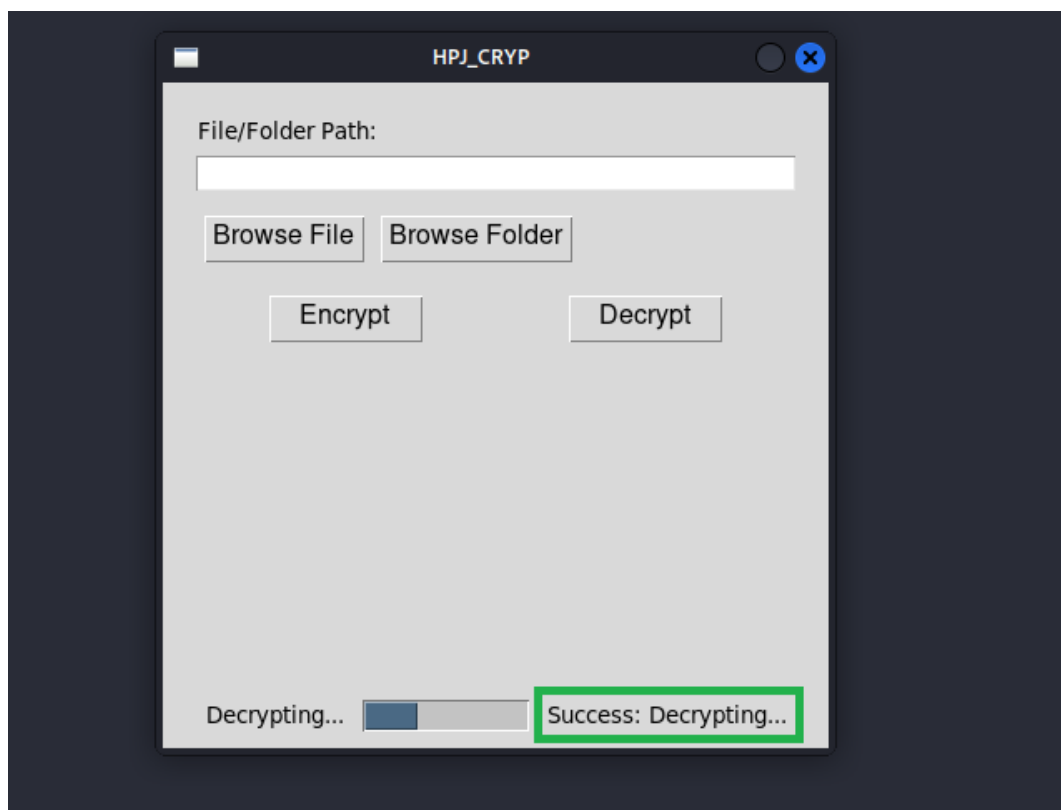 HPJ_CRYP
File/Folder Path:
Browse File Browse Folder
Encrypt Decrypt
Decrypting... Success: Decrypting...